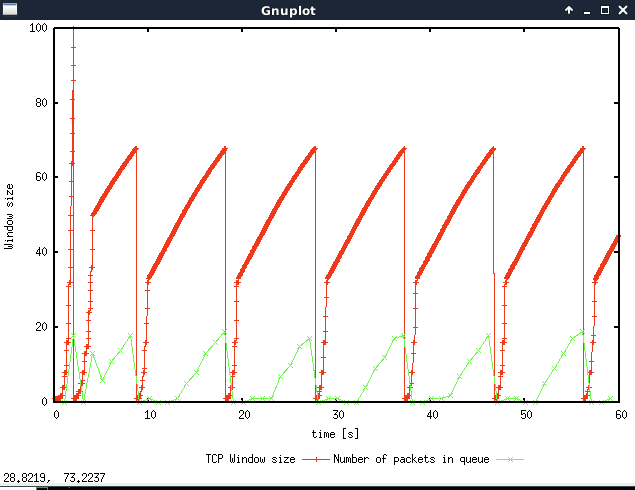 Gnuplot
100
80
60
40
20
0
Window size
0 10 20 30 40 50 60
time [s]
TCP Window size Number of packets in queue
28.8219, 73.2237